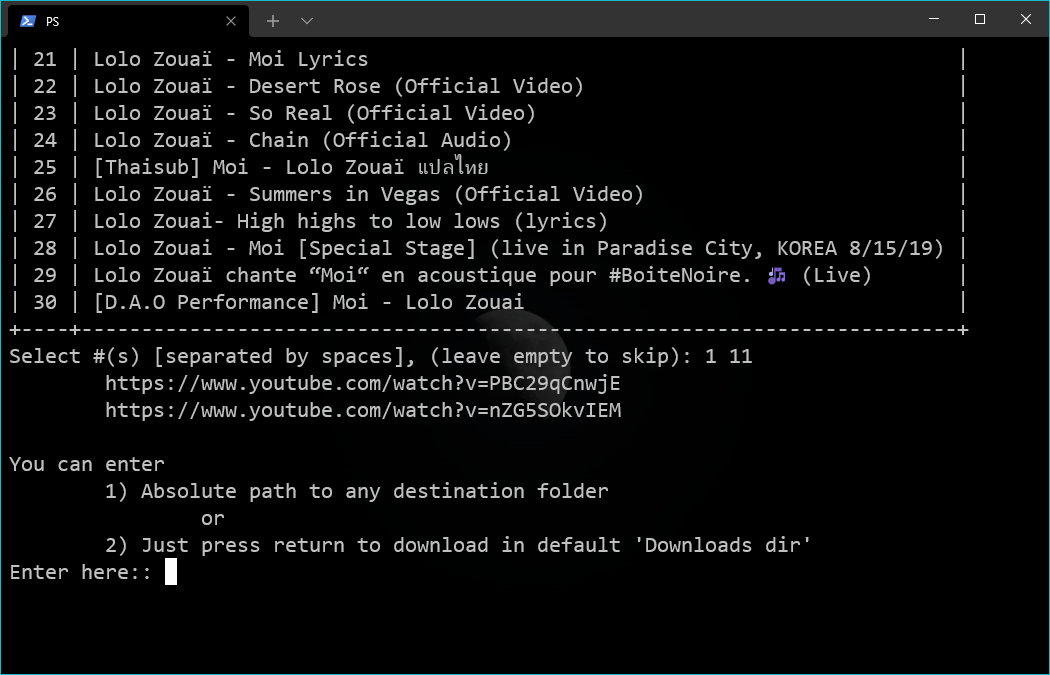 PS
| 21 | Lolo Zouaï - Moi Lyrics |
| 22 | Lolo Zouaï - Desert Rose (Official Video) |
| 23 | Lolo Zouaï - So Real (Official Video) |
| 24 | Lolo Zouaï - Chain (Official Audio) |
| 25 | [Thaisub] Moi - Lolo Zouaï แปลไทย |
| 26 | Lolo Zouaï - Summers in Vegas (Official Video) |
| 27 | Lolo Zouai- High highs to low lows (lyrics) |
| 28 | Lolo Zouai - Moi [Special Stage] (live in Paradise City, KOREA 8/15/19) |
| 29 | Lolo Zouaï chante “Moi“ en acoustique pour #BoiteNoire. 🎶 (Live) |
| 30 | [D.A.O Performance] Moi - Lolo Zouai |
+----+-------------------------------------------------------------------------+
Select #(s) [separated by spaces], (leave empty to skip): 1 11
https://www.youtube.com/watch?v=PBC29qCnwjE
https://www.youtube.com/watch?v=nZG5SOkvIEM
You can enter
1) Absolute path to any destination folder
or
2) Just press return to download in default 'Downloads dir'
Enter here::